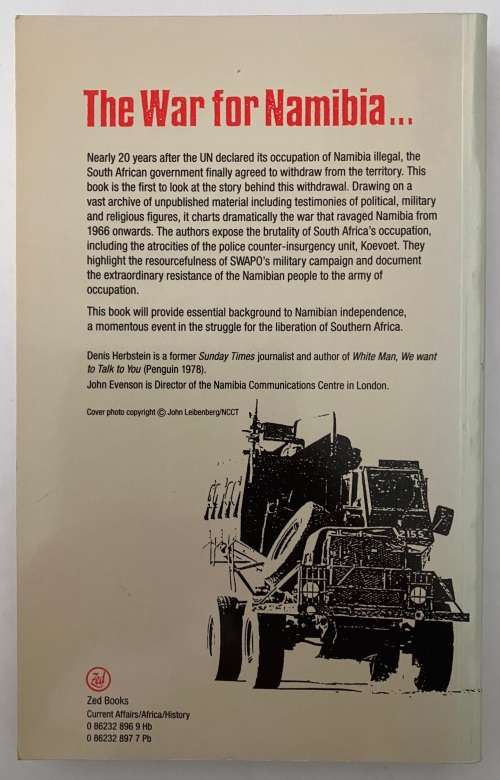 The War for Namibia...
Nearly 20 years after the UN declared its occupation of Namibia illegal, the
South African government finally agreed to withdraw from the territory. This
book is the first to look at the story behind this withdrawal. Drawing on a
vast archive of unpublished material including testimonies of political, military
and religious figures, it charts dramatically the war that ravaged Namibia from
1966 onwards. The authors expose the brutality of South Africa's occupation,
including the atrocities of the police counter-insurgency unit, Koevoet. They
highlight the resourcefulness of SWAPO's military campaign and document
the extraordinary resistance of the Namibian people to the army of
occupation.
This book will provide essential background to Namibian independence,
a momentous event in the struggle for the liberation of Southern Africa.
Denis Herbstein is a former Sunday Times journalist and author of White Man, We want
to Talk to You (Penguin 1978).
John Evenson is Director of the Namibia Communications Centre in London.
Cover photo copyright © John Leibenberg/NCCT
2155
Zed
Zed Books
Current Affairs/Africa/History
0 86232 896 9 Hb
0 86232 897 7 Pb